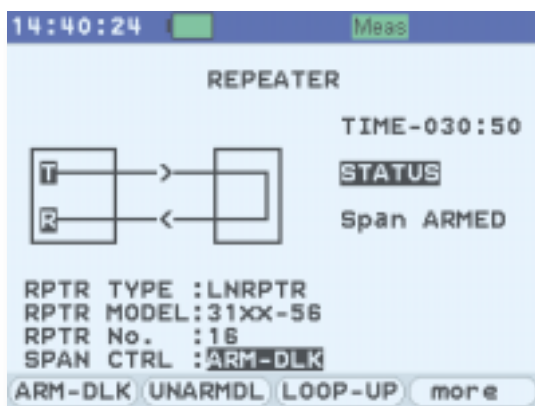 14:40:24 Meas
REPEATER
TIME-030:50
T
STATUS
R
Span ARMED
RPTR TYPE :LNRPTR
RPTR MODEL:31XX-56
RPTR No. :16
SPAN CTRL :ARM-DLK
ARM-DLK UNARMDL LOOP-UP more